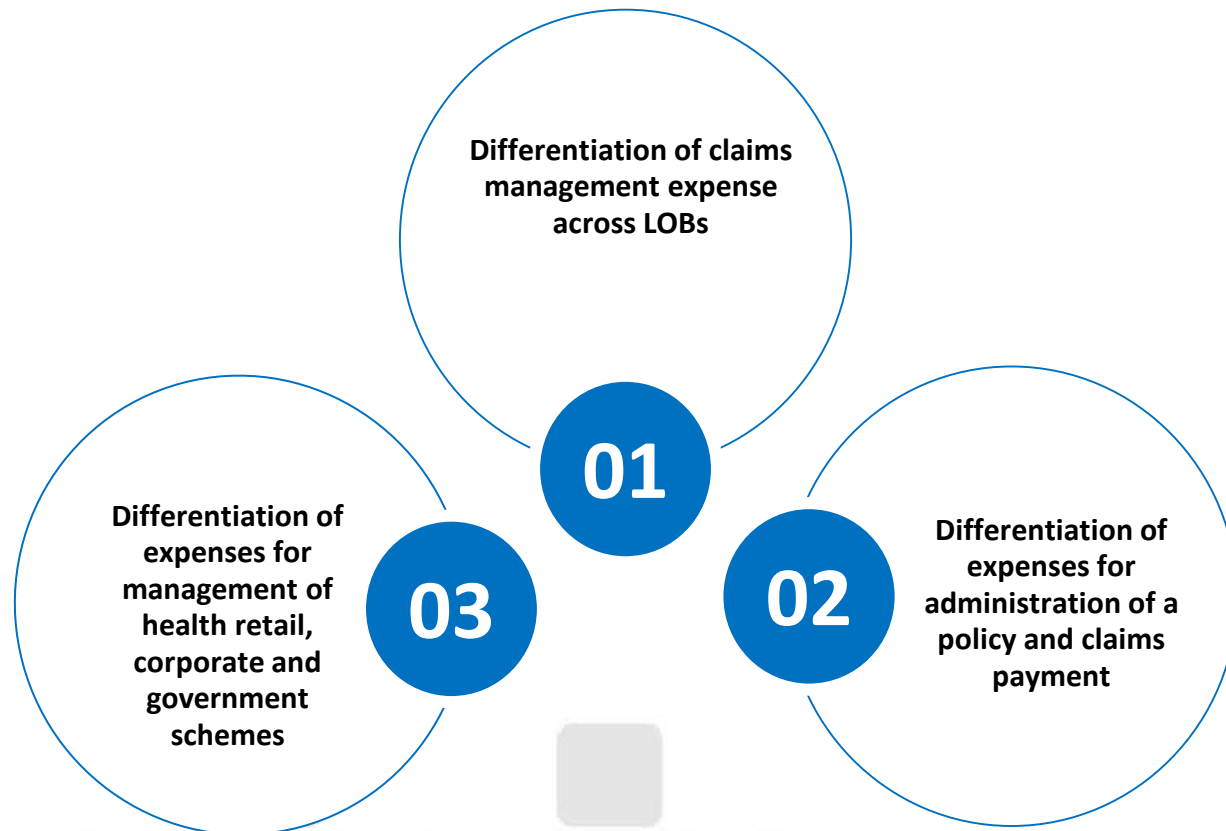 Differentiation of claims
management expense
across LOBs
01
Differentiation of
expenses for
administration of a
policy and claims
payment
02
Differentiation of
expenses for
management of
health retail,
corporate and
government
schemes
03